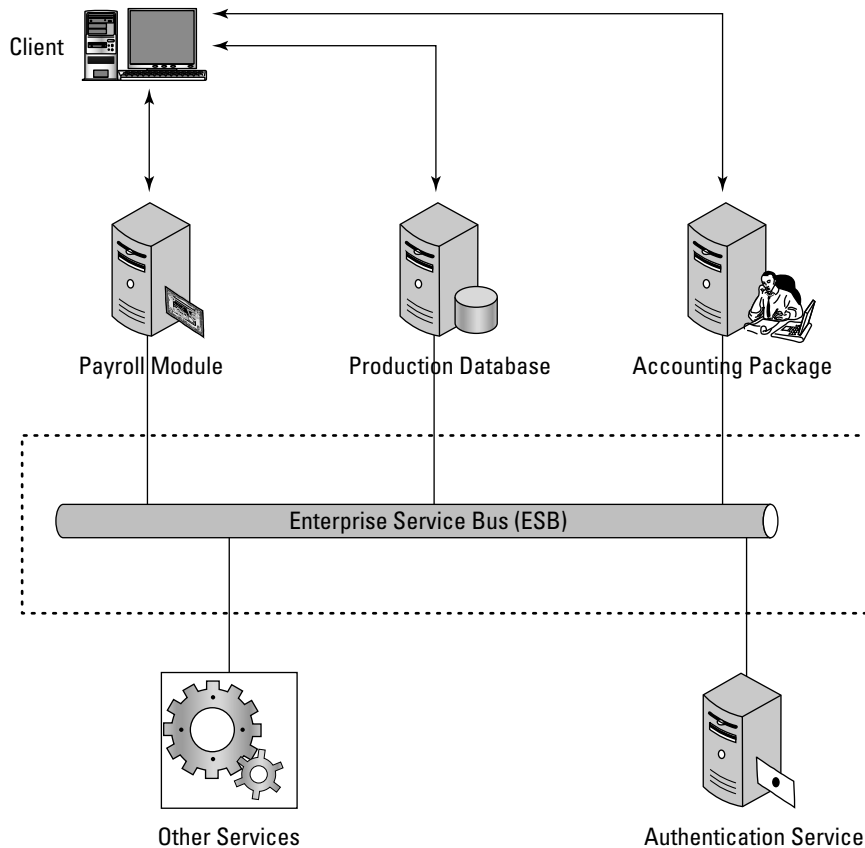 Client
Payroll Module
Production Database
Accounting Package
Enterprise Service Bus (ESB)
Other Services
Authentication Service